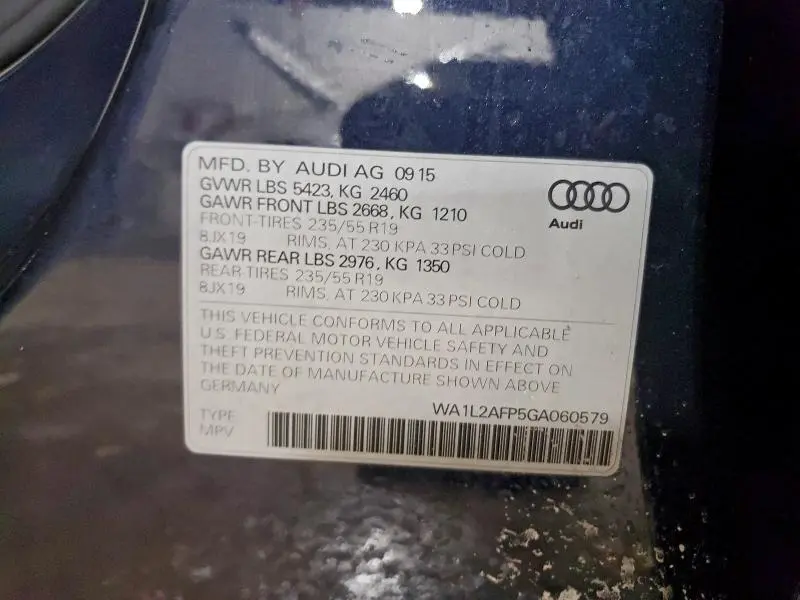 MFD. BY AUDI AG 09 15
GVWR LBS 5423, KG 2460
GAWR FRONT LBS 2668, KG 1210
FRONT-TIRES 235/55 R19
8JX19 RIMS, AT 230 KPA 33 PSI COLD
GAWR REAR LBS 2976, KG 1350
REAR TIRES 235/55 R19
8JX19 RIMS, AT 230 KPA 33 PSI COLD
Audi
THIS VEHICLE CONFORMS TO ALL APPLICABLE
U.S. FEDERAL MOTOR VEHICLE SAFETY AND
THEFT PREVENTION STANDARDS IN EFFECT ON
THE DATE OF MANUFACTURE SHOWN ABOVE
GERMANY
WA1L2AFP5GA060579
TYPE
MPV